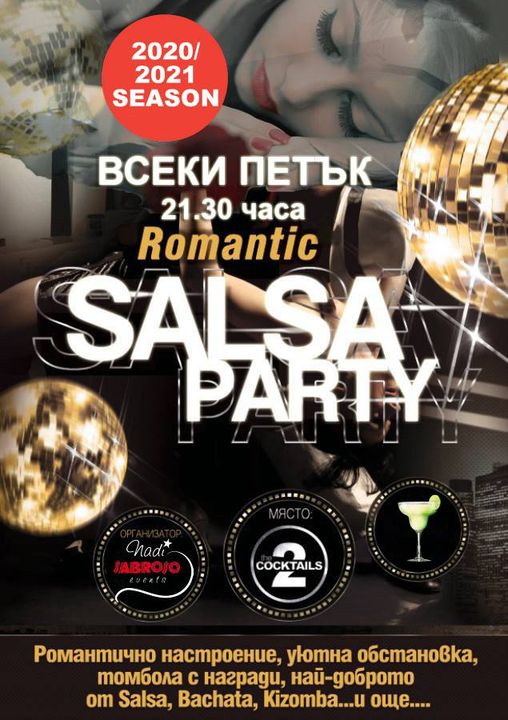 2020/
2021
SEASON
ВСЕКИ ПЕТЪК
21.30 часа
Romantic
SALSA
PARTY
ОРГАНИЗАТОР:
Nadi
SABROSO
events
МЯСТО:
the
2
COCKTAILS
Романтично настроение, уютна обстановка,
томбола с награди, най-доброто
от Salsa, Bachata, Kizomba...и още....